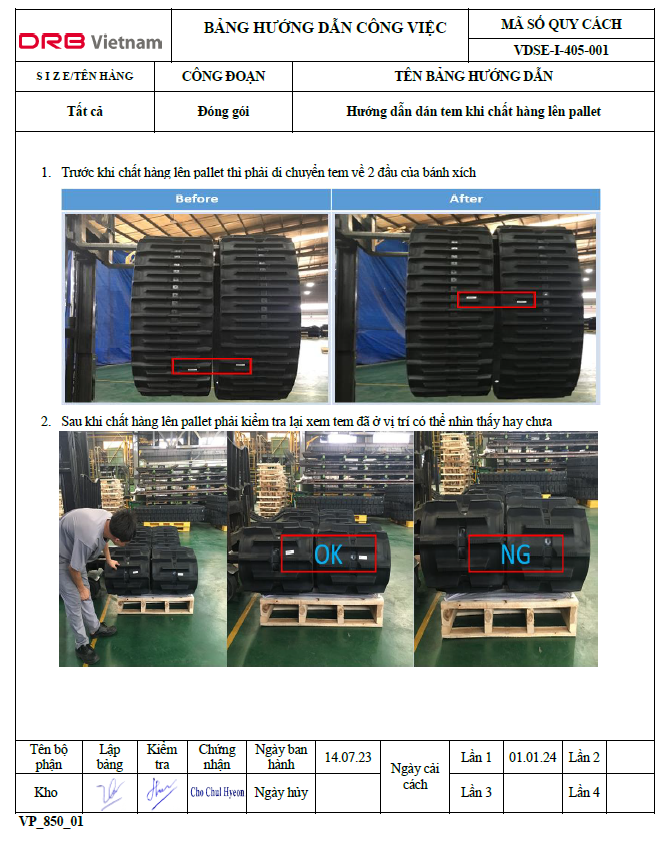 DRB Vietnam
BẢNG HƯỚNG DẪN CÔNG VIỆC
MÃ SỐ QUY CÁCH
VDSE-I-405-001
S I Z E/TÊN HÀNG
CÔNG ĐOẠN
TÊN BẢNG HƯỚNG DẪN
Tất cả
Đóng gói
Hướng dẫn dán tem khi chất hàng lên pallet
1. Trước khi chất hàng lên pallet thì phải di chuyển tem về 2 đầu của bánh xích
Before
After
2. Sau khi chất hàng lên pallet phải kiểm tra lại xem tem đã ở vị trí có thể nhìn thấy hay chưa
OK
NG
Tên bộ phận
Lập bảng
Kiểm tra
Chứng nhận
Ngày ban hành
14.07.23
Ngày cải cách
Lần 1
01.01.24
Lần 2
Kho
Cho Chul Hyeon
Ngày hủy
Lần 3
Lần 4
VP_850_01